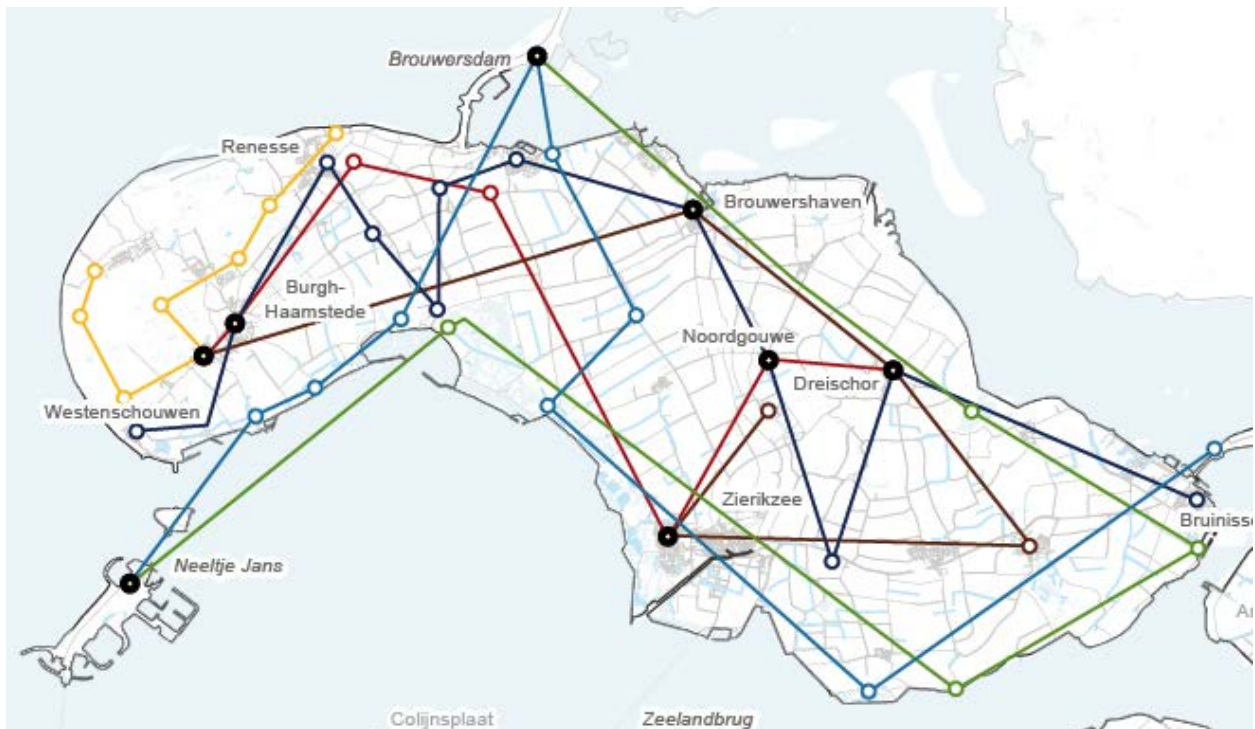 Brouwersdam
Renesse
Brouwershaven
Burgh-
Haamstede
Noordgouwe
Dreischor
Westenschouwen
Zierikzee
Bruinisse
Neeltje Jans
Colijnsplaat
Zeelandbrug